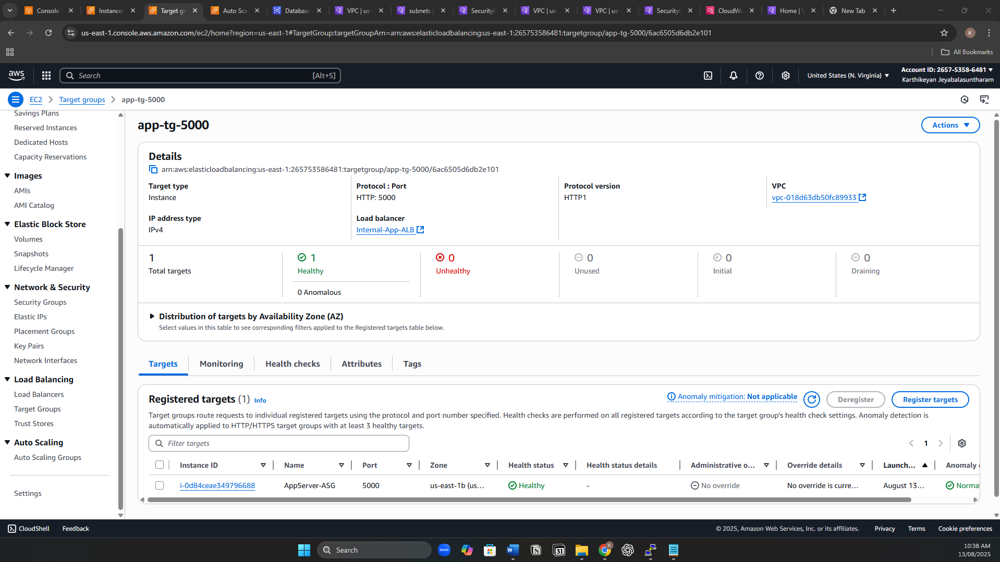 Console
Instances
Target gr
Auto Sca
Database
VPC | us-
subnets |
SecurityG
VPC | us-
VPC | us-
SecurityG
CloudWa
Home | V
New Tab
us-east-1.console.aws.amazon.com/ec2/home?region=us-east-1#TargetGroup:targetGroupArn=arn:aws:elasticloadbalancing:us-east-1:265753586481:targetgroup/app-tg-5000/6ac6505d6db2e101
K
All Bookmarks
aws
Search [Alt+S]
United States (N. Virginia)
Account ID: 2657-5358-6481
Karthikeyan Jeyabalasuntharam
EC2 > Target groups > app-tg-5000
Savings Plans
Reserved Instances
Dedicated Hosts
Capacity Reservations
Images
AMIs
AMI Catalog
Elastic Block Store
Volumes
Snapshots
Lifecycle Manager
Network & Security
Security Groups
Elastic IPs
Placement Groups
Key Pairs
Network Interfaces
Load Balancing
Load Balancers
Target Groups
Trust Stores
Auto Scaling
Auto Scaling Groups
Settings
app-tg-5000
Actions
Details
arn:aws:elasticloadbalancing:us-east-1:265753586481:targetgroup/app-tg-5000/6ac6505d6db2e101
Target type
Instance
Protocol : Port
HTTP: 5000
Protocol version
HTTP1
VPC
vpc-018d63db50fc89933
IP address type
IPv4
Load balancer
Internal-App-ALB
1
Total targets
1
Healthy
0 Anomalous
0
Unhealthy
0
Unused
0
Initial
0
Draining
Distribution of targets by Availability Zone (AZ)
Select values in this table to see corresponding filters applied to the Registered targets table below.
Targets
Monitoring
Health checks
Attributes
Tags
Registered targets (1) Info
Anomaly mitigation: Not applicable
Deregister
Register targets
Target groups route requests to individual registered targets using the protocol and port number specified. Health checks are performed on all registered targets according to the target group's health check settings. Anomaly detection is
automatically applied to HTTP/HTTPS target groups with at least 3 healthy targets.
Filter targets
1
Instance ID Name Port Zone Health status Health status details Administrative o... Override details Launch... Anomaly
i-0d84ceae349796688 AppServer-ASG 5000 us-east-1b (us... Healthy - No override No override is curre... August 13... Normal
CloudShell
Feedback
© 2025, Amazon Web Services, Inc. or its affiliates.
Privacy
Terms
Cookie preferences
Search
zoom
W
N
31
K
10:38 AM
13/08/2025